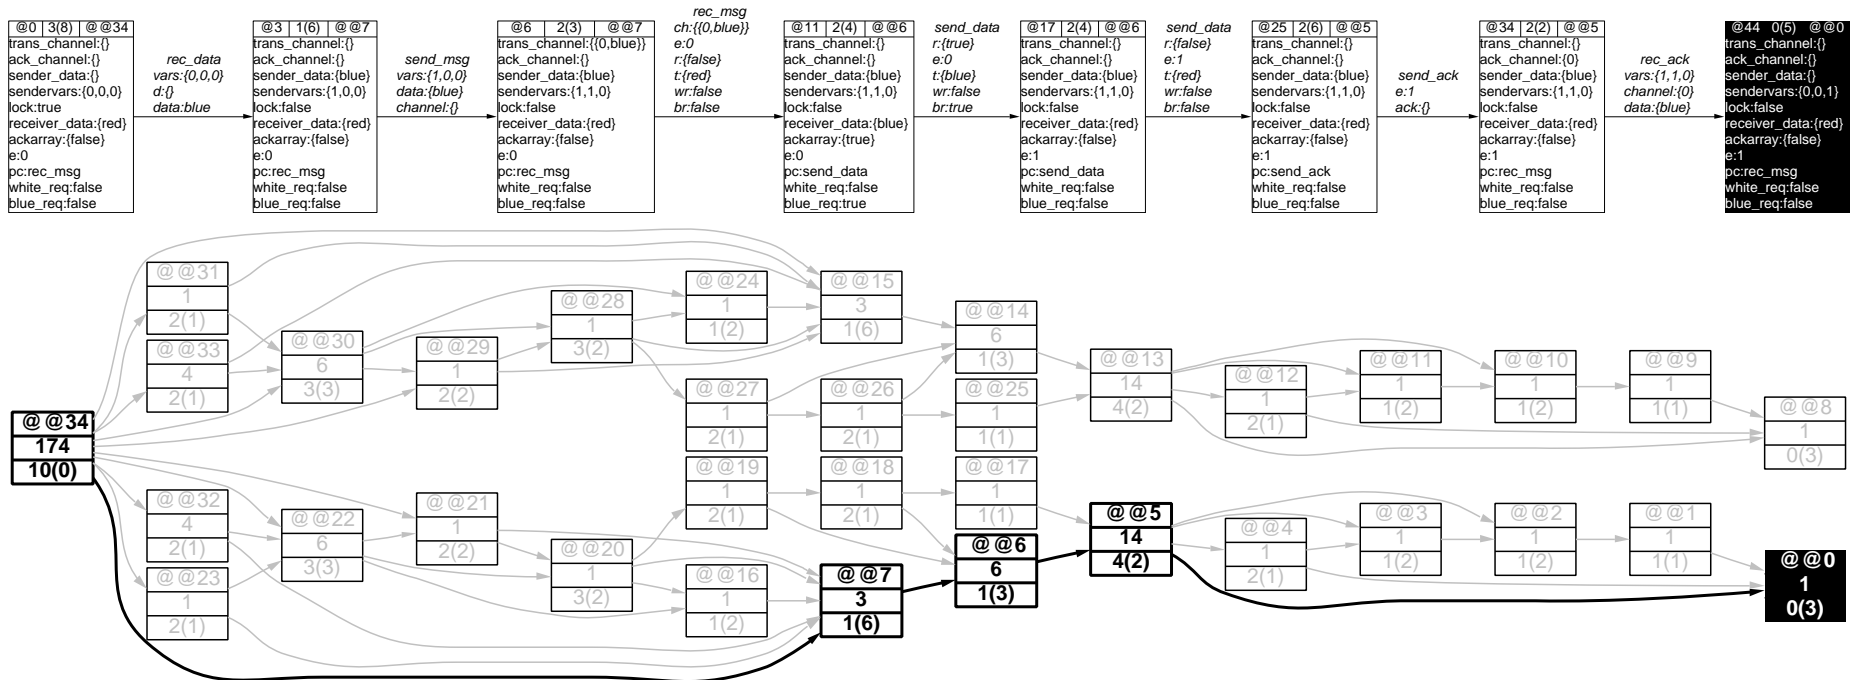 @0 3(8) @@34
trans_channel:{}
ack_channel:{}
sender_data:{}
sendervars:{0,0,0}
lock:true
receiver_data:{red}
ackarray:{false}
e:0
pc:rec_msg
white_req:false
blue_req:false
rec_data
vars:{0,0,0}
d:{}
data:blue
@3 1(6) @@7
trans_channel:{}
ack_channel:{}
sender_data:{blue}
sendervars:{1,0,0}
lock:false
receiver_data:{red}
ackarray:{false}
e:0
pc:rec_msg
white_req:false
blue_req:false
send_msg
vars:{1,0,0}
data:{blue}
channel:{}
@6 2(3) @@7
trans_channel:{{0,blue}}
ack_channel:{}
sender_data:{blue}
sendervars:{1,1,0}
lock:false
receiver_data:{red}
ackarray:{false}
e:0
pc:rec_msg
white_req:false
blue_req:false
rec_msg
ch:{{0,blue}}
e:0
r:{false}
t:{red}
wr:false
br:false
@11 2(4) @@6
trans_channel:{}
ack_channel:{}
sender_data:{blue}
sendervars:{1,1,0}
lock:false
receiver_data:{blue}
ackarray:{true}
e:0
pc:send_data
white_req:false
blue_req:true
send_data
r:{true}
e:0
t:{blue}
wr:false
br:true
@17 2(4) @@6
trans_channel:{}
ack_channel:{}
sender_data:{blue}
sendervars:{1,1,0}
lock:false
receiver_data:{red}
ackarray:{false}
e:1
pc:send_data
white_req:false
blue_req:false
send_data
r:{false}
e:1
t:{red}
wr:false
br:false
@25 2(6) @@5
trans_channel:{}
ack_channel:{}
sender_data:{blue}
sendervars:{1,1,0}
lock:false
receiver_data:{red}
ackarray:{false}
e:1
pc:send_ack
white_req:false
blue_req:false
send_ack
e:1
ack:{}
@34 2(2) @@5
trans_channel:{}
ack_channel:{0}
sender_data:{blue}
sendervars:{1,1,0}
lock:false
receiver_data:{red}
ackarray:{false}
e:1
pc:rec_msg
white_req:false
blue_req:false
rec_ack
vars:{1,1,0}
channel:{0}
data:{blue}
@44 0(5) @@0
trans_channel:{}
ack_channel:{}
sender_data:{}
sendervars:{0,0,1}
lock:false
receiver_data:{red}
ackarray:{false}
e:1
pc:rec_msg
white_req:false
blue_req:false
@@34
174
10(0)
@@31
1
2(1)
@@33
4
2(1)
@@32
4
2(1)
@@23
1
2(1)
@@30
6
3(3)
@@22
6
3(3)
@@29
1
2(2)
@@21
1
2(2)
@@28
1
3(2)
@@20
1
3(2)
@@24
1
1(2)
@@27
1
2(1)
@@19
1
2(1)
@@16
1
1(2)
@@15
3
1(6)
@@26
1
2(1)
@@18
1
2(1)
@@7
3
1(6)
@@14
6
1(3)
@@25
1
1(1)
@@17
1
1(1)
@@6
6
1(3)
@@13
14
4(2)
@@5
14
4(2)
@@12
1
2(1)
@@4
1
2(1)
@@11
1
1(2)
@@3
1
1(2)
@@10
1
1(2)
@@2
1
1(2)
@@9
1
1(1)
@@1
1
1(1)
@@8
1
0(3)
@@0
1
0(3)